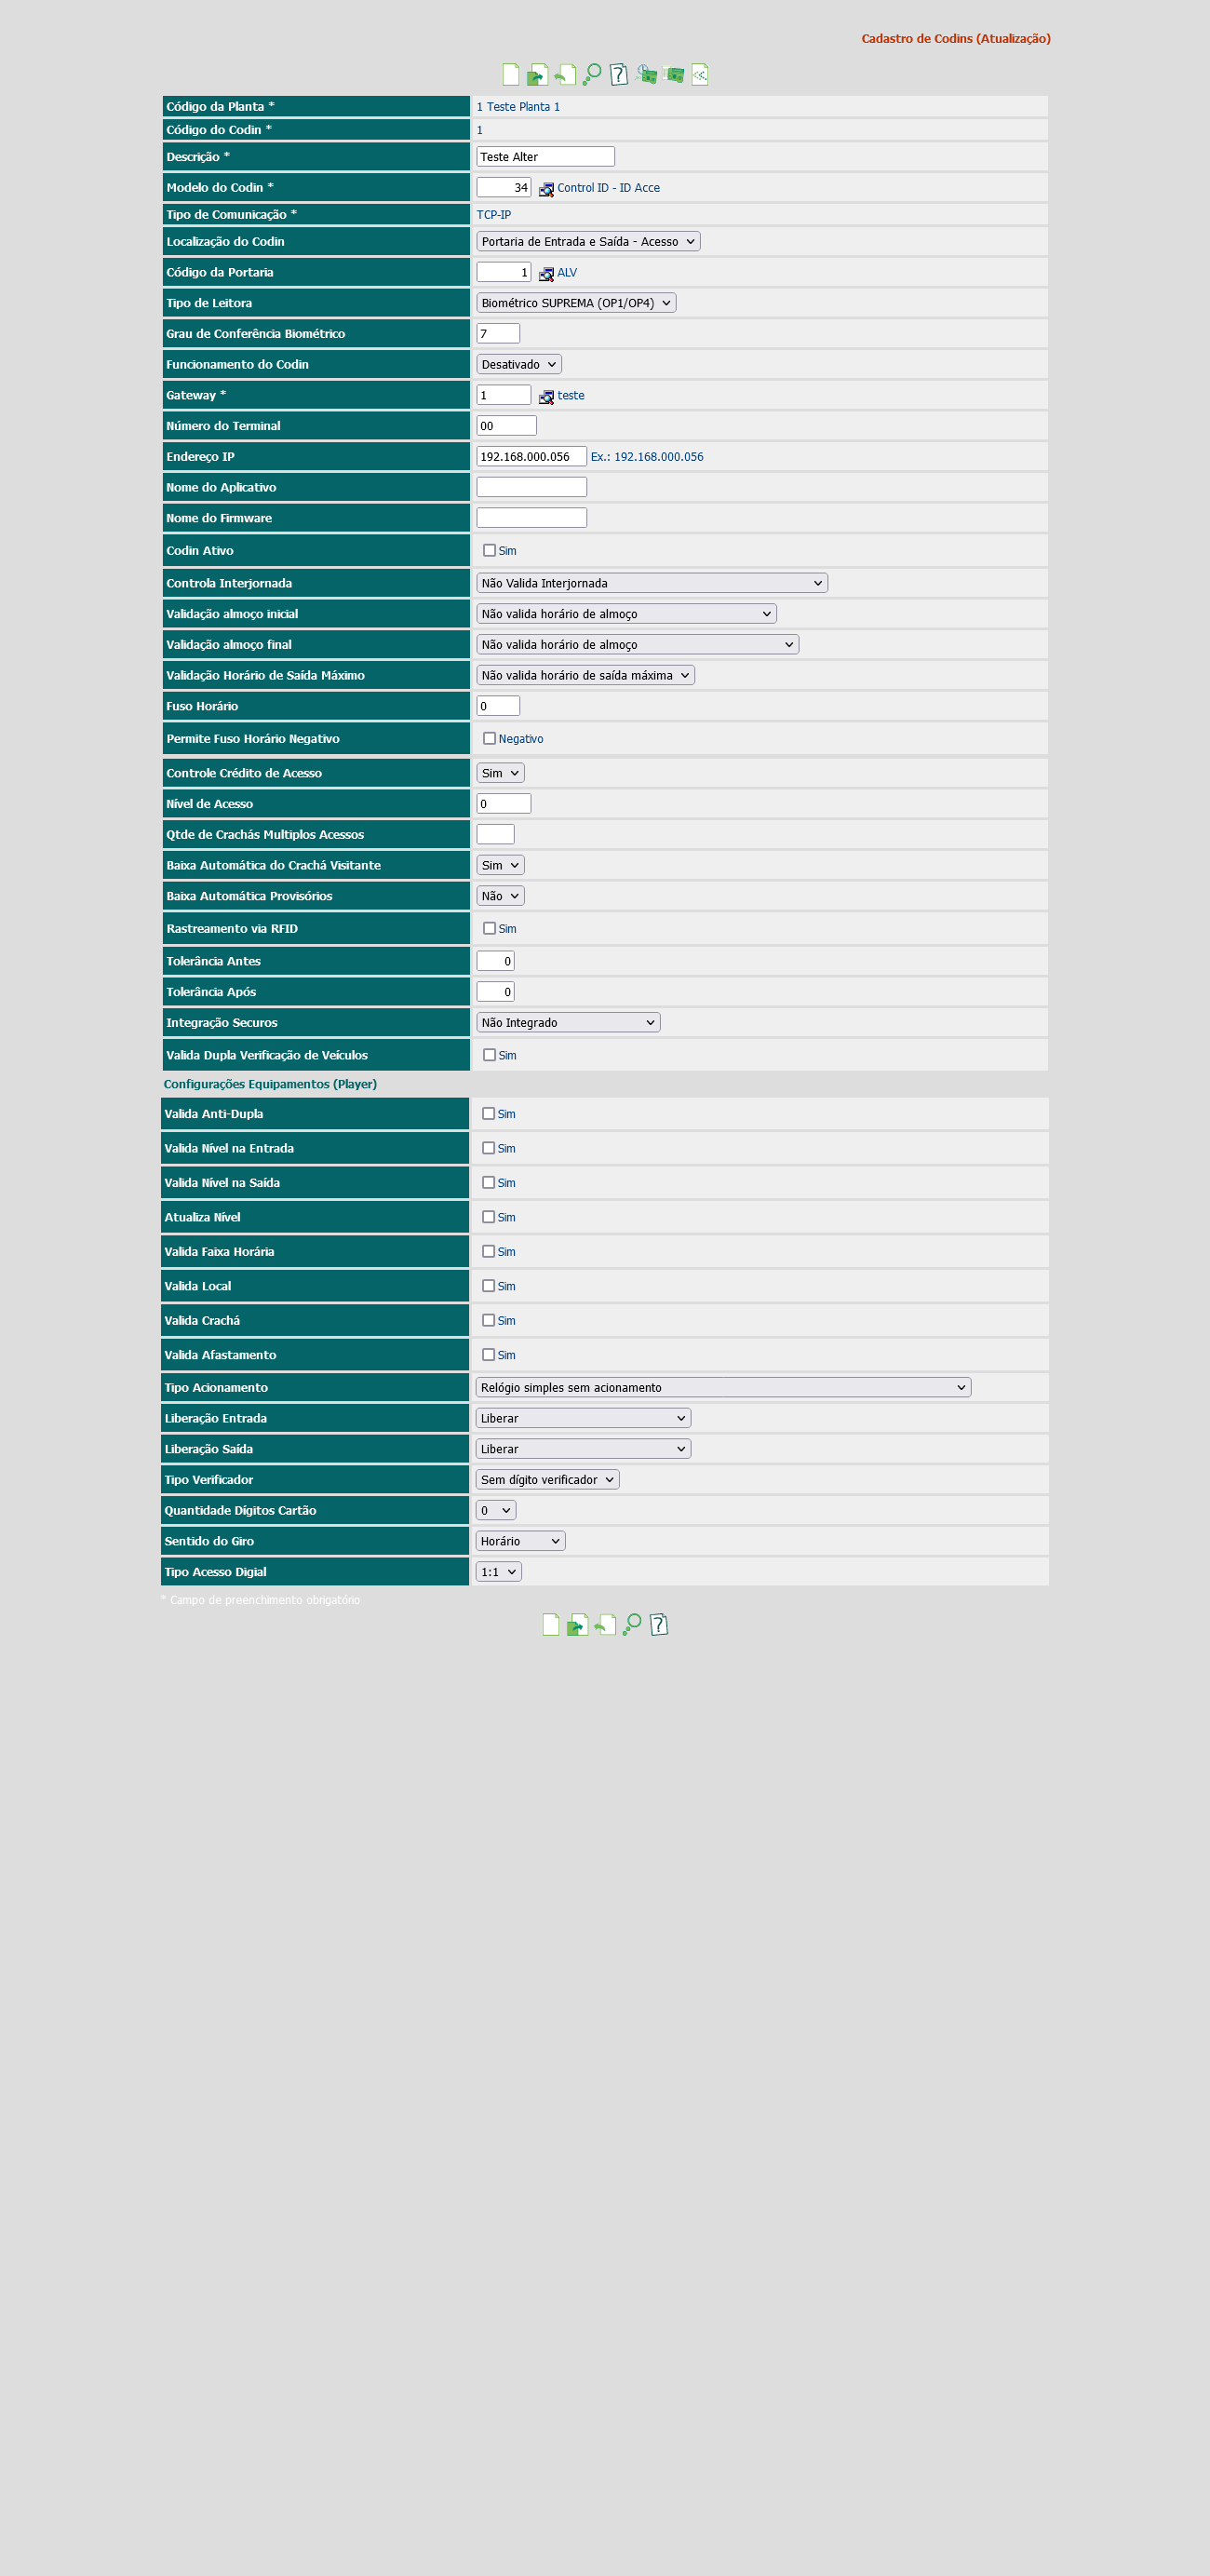 Cadastro de Codins (Atualização)
Código da Planta * 1 Teste Planta 1
Código do Codin * 1
Descrição * Teste Alter
Modelo do Codin * 34 Control ID - ID Acce
Tipo de Comunicação * TCP-IP
Localização do Codin Portaria de Entrada e Saída - Acesso
Código da Portaria 1 ALV
Tipo de Leitora Biométrico SUPREMA (OP1/OP4)
Grau de Conferência Biométrico 7
Funcionamento do Codin Desativado
Gateway * 1 teste
Número do Terminal 00
Endereço IP 192.168.000.056 Ex.: 192.168.000.056
Nome do Aplicativo
Nome do Firmware
Codin Ativo Sim
Controla Interjornada Não Valida Interjornada
Validação almoço inicial Não valida horário de almoço
Validação almoço final Não valida horário de almoço
Validação Horário de Saída Máximo Não valida horário de saída máxima
Fuso Horário 0
Permite Fuso Horário Negativo Negativo
Controle Crédito de Acesso Sim
Nível de Acesso 0
Qtde de Crachás Multiplos Acessos
Baixa Automática do Crachá Visitante Sim
Baixa Automática Provisórios Não
Rastreamento via RFID Sim
Tolerância Antes 0
Tolerância Após 0
Integração Securos Não Integrado
Valida Dupla Verificação de Veículos Sim
Configurações Equipamentos (Player)
Valida Anti-Dupla Sim
Valida Nível na Entrada Sim
Valida Nível na Saída Sim
Atualiza Nível Sim
Valida Faixa Horária Sim
Valida Local Sim
Valida Crachá Sim
Valida Afastamento Sim
Tipo Acionamento Relógio simples sem acionamento
Liberação Entrada Liberar
Liberação Saída Liberar
Tipo Verificador Sem dígito verificador
Quantidade Dígitos Cartão 0
Sentido do Giro Horário
Tipo Acesso Digial 1:1
* Campo de preenchimento obrigatório